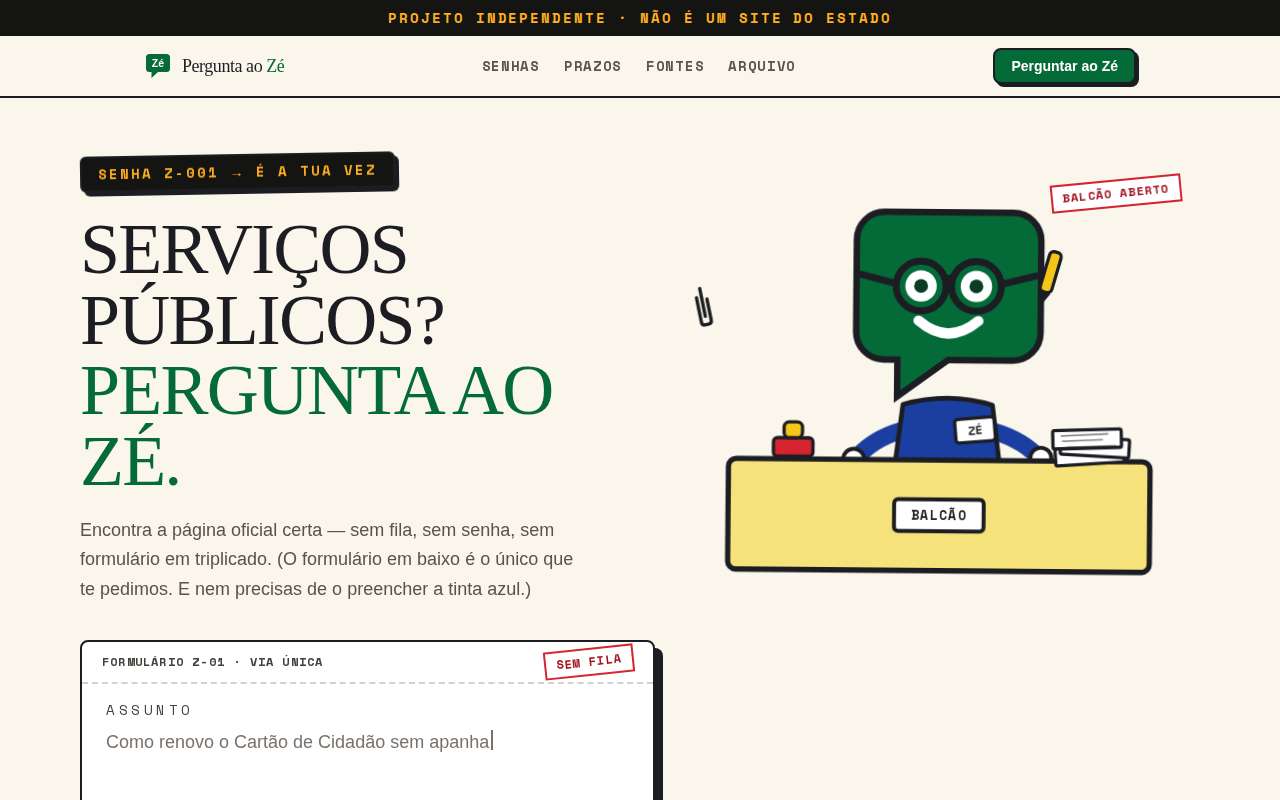 PROJETO INDEPENDENTE · NÃO É UM SITE DO ESTADO
Zé Pergunta ao Zé
SENHAS PRAZOS FONTES ARQUIVO
Perguntar ao Zé
SENHA Z-001 → É A TUA VEZ
SERVIÇOS
PÚBLICOS?
PERGUNTA AO
ZÉ.
Encontra a página oficial certa — sem fila, sem senha, sem
formulário em triplicado. (O formulário em baixo é o único que
te pedimos. E nem precisas de o preencher a tinta azul.)
BALCÃO ABERTO
ZÉ
BALCÃO
FORMULÁRIO Z-01 · VIA ÚNICA
SEM FILA
ASSUNTO
Como renovo o Cartão de Cidadão sem apanha